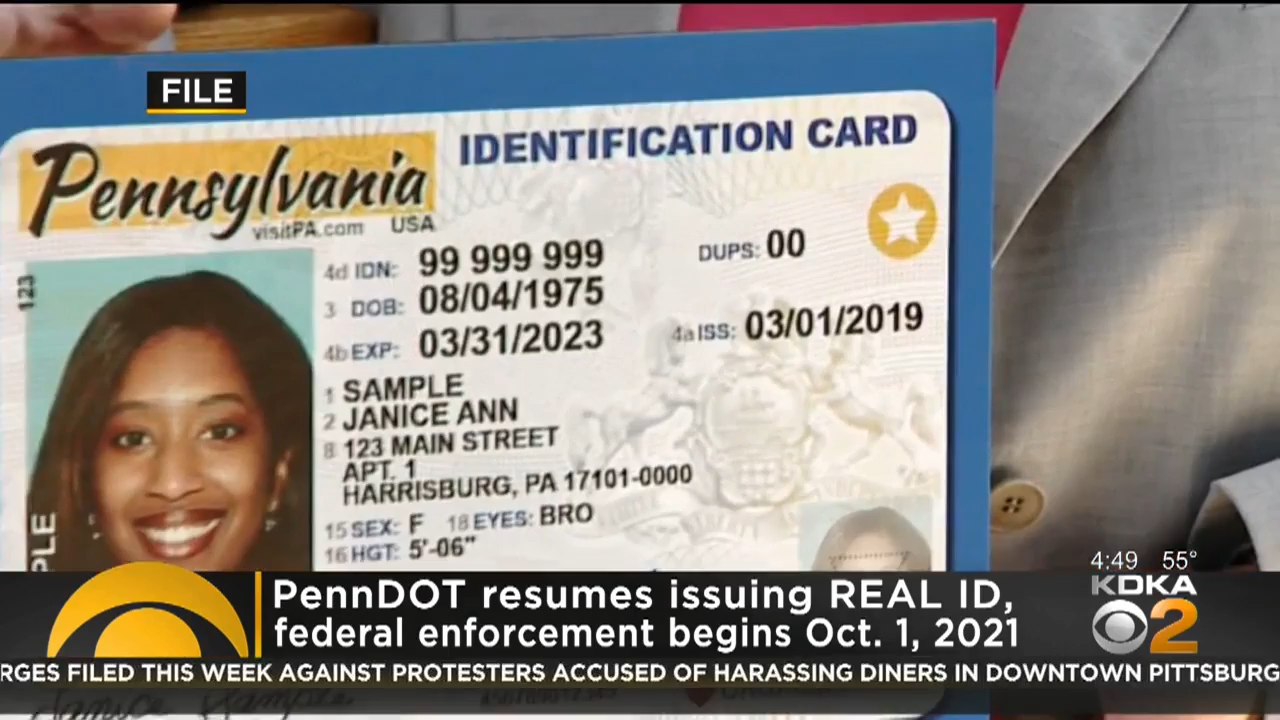 FILE
Pennsylvania
visitPA.com USA
IDENTIFICATION CARD
123
4d IDN: 99 999 999
DUPS: 00
3 DOB: 08/04/1975
4b EXP: 03/31/2023
4a ISS: 03/01/2019
1 SAMPLE
2 JANICE ANN
8 123 MAIN STREET
APT. 1
HARRISBURG, PA 17101-0000
15 SEX: F 18 EYES: BRO
16 HGT: 5'-06"
PLE
PennDOT resumes issuing REAL ID,
federal enforcement begins Oct. 1, 2021
4:49 55°
KDKA
2
RGES FILED THIS WEEK AGAINST PROTESTERS ACCUSED OF HARASSING DINERS IN DOWNTOWN PITTSBURG
Janice Sample